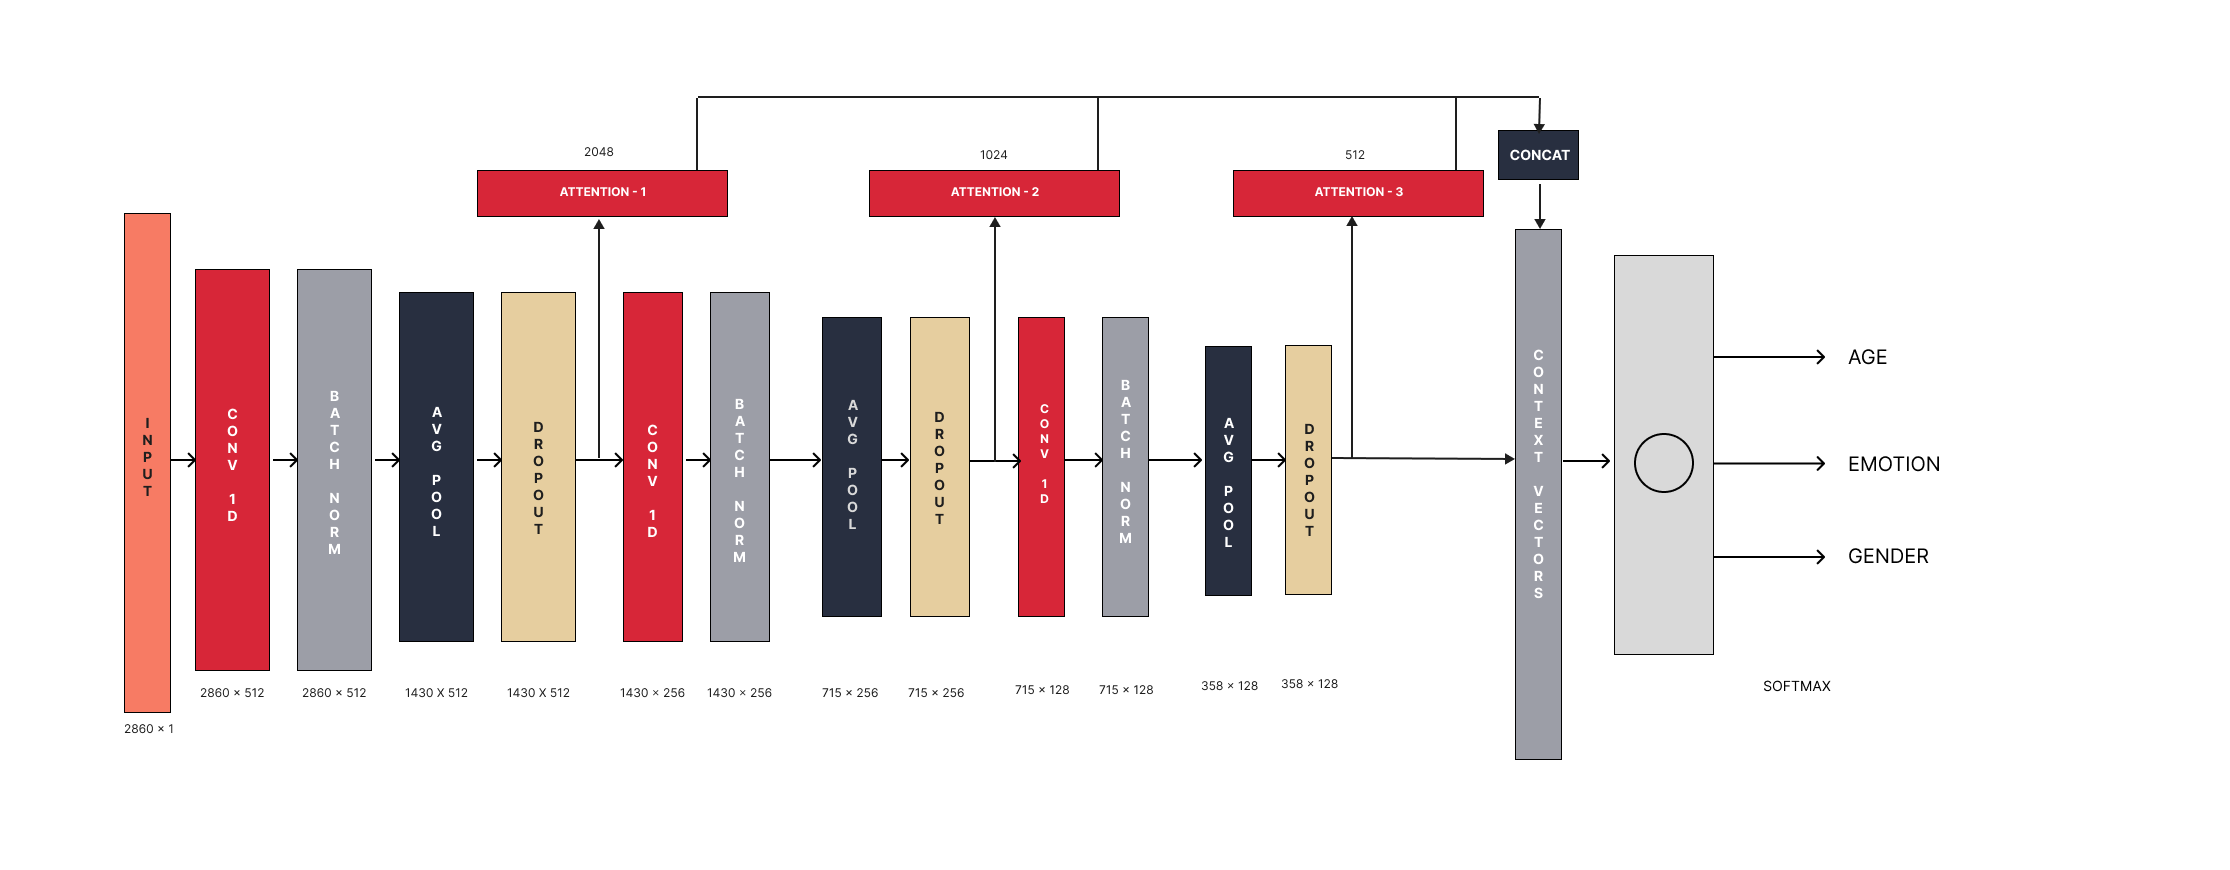 2048
1024
512
CONCAT
ATTENTION - 1
ATTENTION - 2
ATTENTION - 3
INPUT
CONV 1D
BATCH NORM
AVG POOL
DROPOUT
CONV 1D
BATCH NORM
AVG POOL
DROPOUT
CONV 1D
BATCH NORM
AVG POOL
DROPOUT
CONTEXT VECTORS
AGE
EMOTION
GENDER
2860 × 1
2860 × 512
2860 × 512
1430 X 512
1430 X 512
1430 × 256
1430 × 256
715 × 256
715 × 256
715 × 128
715 × 128
358 × 128
358 × 128
SOFTMAX